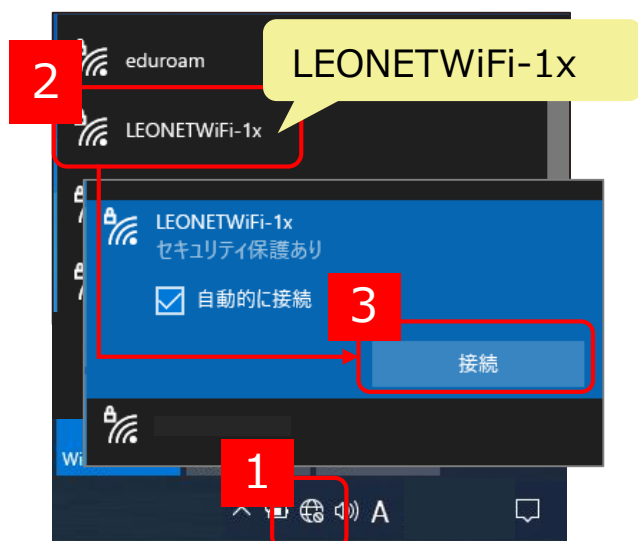 2
eduroam
LEONETWiFi-1x
LEONETWiFi-1x
LEONETWiFi-1x
セキュリティ保護あり
自動的に接続
3
接続
Wi
1
A